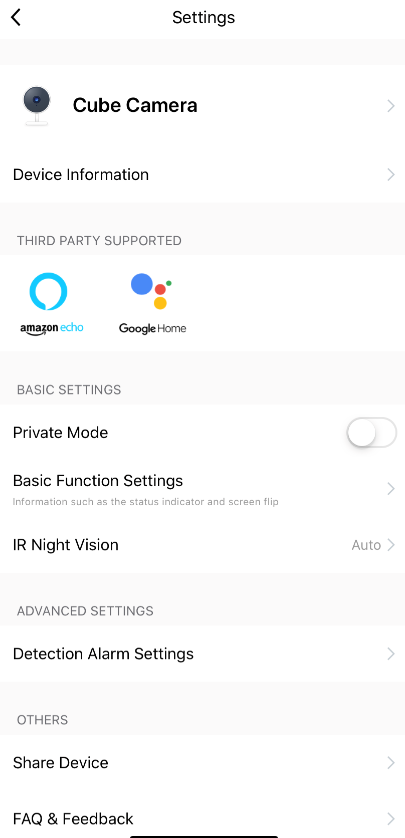 Settings
Cube Camera
Device Information
THIRD PARTY SUPPORTED
amazon echo
Google Home
BASIC SETTINGS
Private Mode
Basic Function Settings
Information such as the status indicator and screen flip
IR Night Vision
Auto
ADVANCED SETTINGS
Detection Alarm Settings
OTHERS
Share Device
FAQ & Feedback